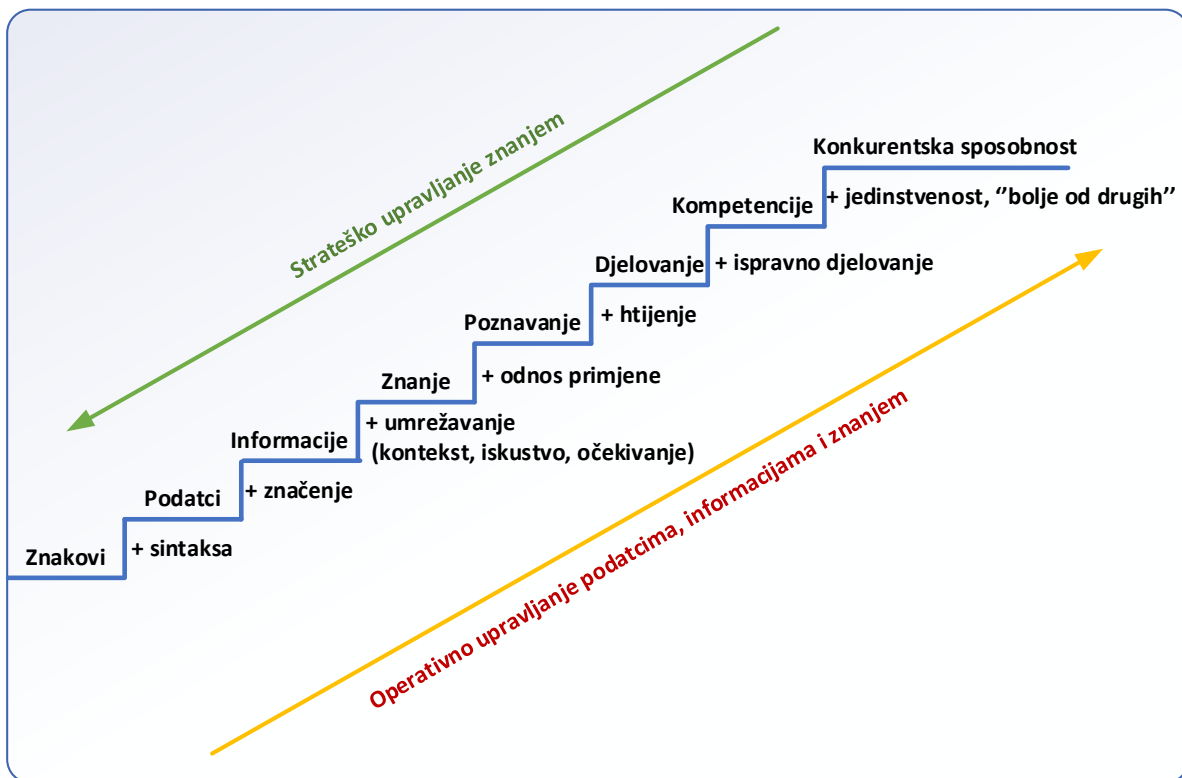 Strateško upravljanje znanjem
Konkurentska sposobnost
+ jedinstvenost, ‘’bolje od drugih’’
Kompetencije
+ ispravno djelovanje
Djelovanje
+ htijenje
Poznavanje
+ odnos primjene
Znanje
+ umrežavanje
(kontekst, iskustvo, očekivanje)
Informacije
+ značenje
Podatci
+ sintaksa
Znakovi
Operativno upravljanje podatcima, informacijama i znanjem